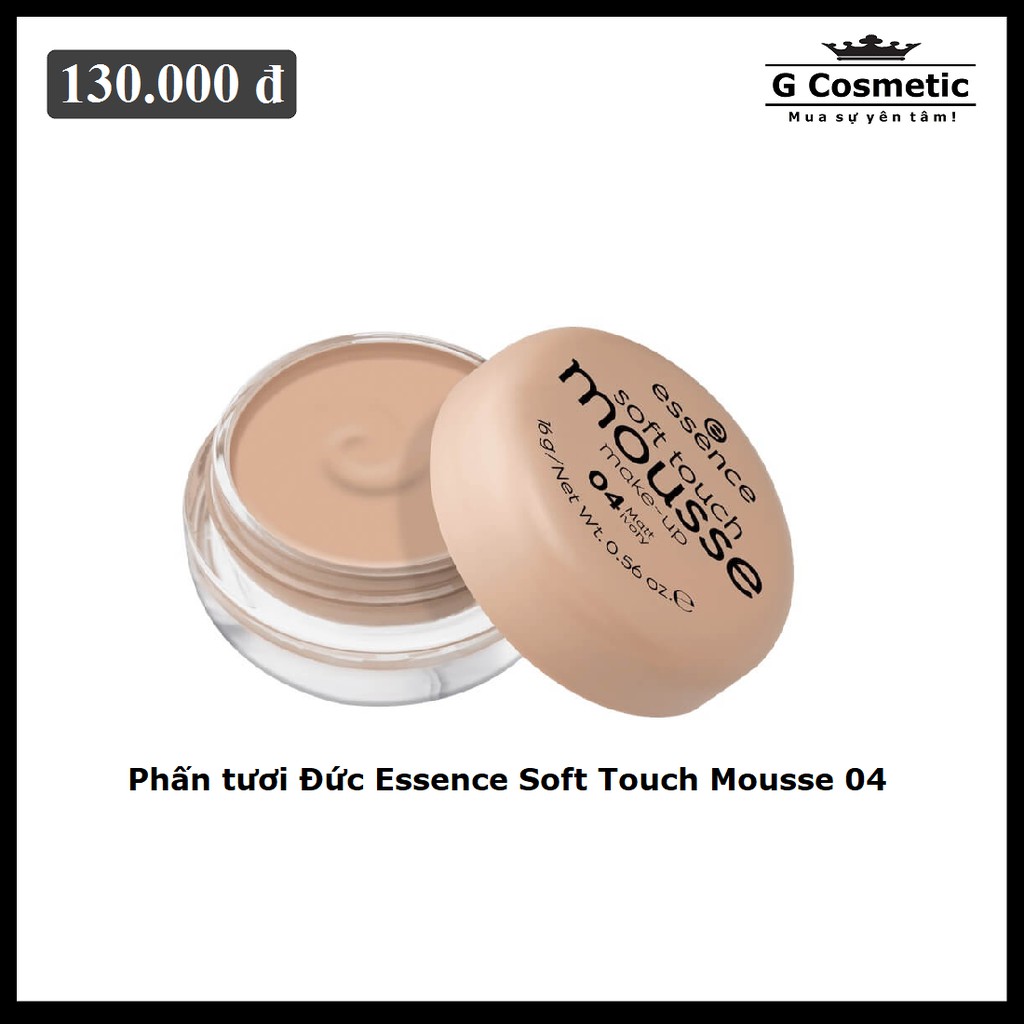 130.000 đ
G Cosmetic
Mua sự yên tâm!
essence
soft touch
mousse
make-up
04 Matt Ivory
16 g/Net Wt. 0.56 oz.℮
Phấn tươi Đức Essence Soft Touch Mousse 04